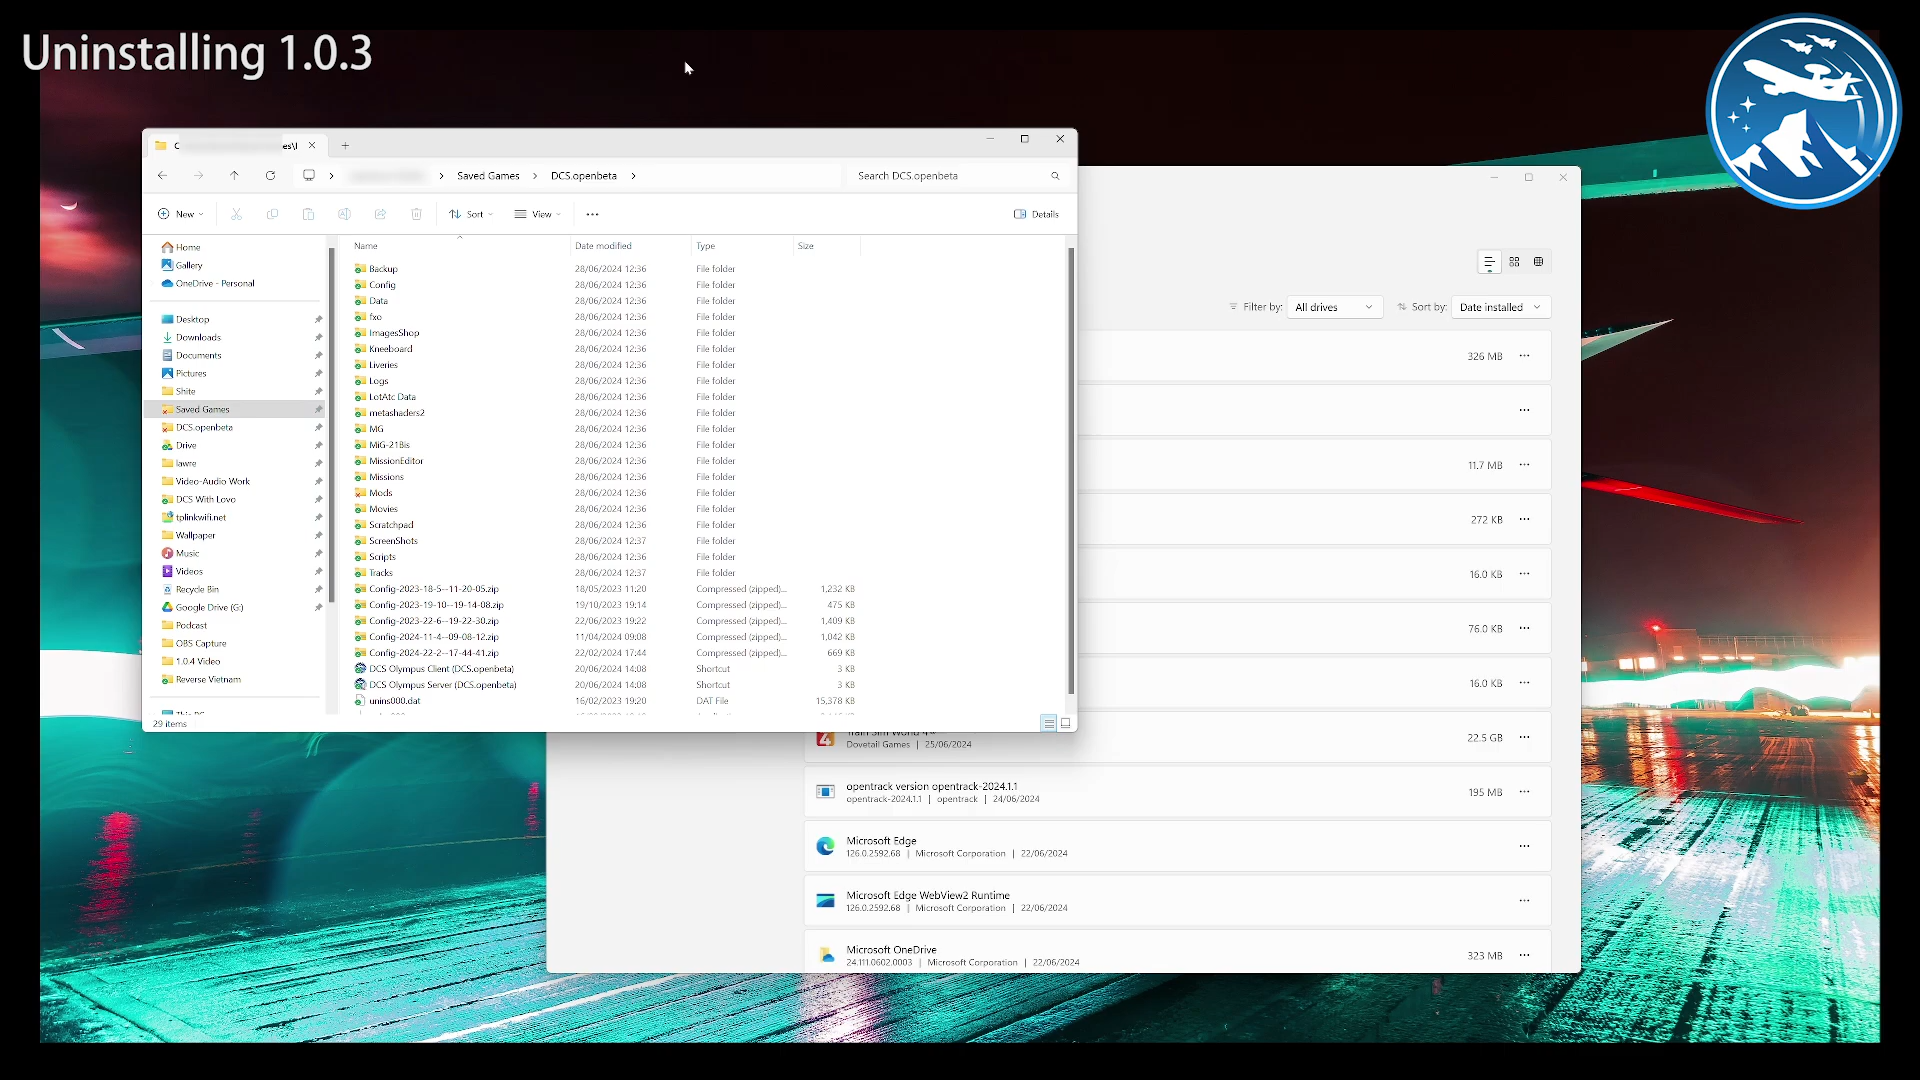 Uninstalling 1.0.3
C
es\I
Saved Games
DCS.openbeta
Search DCS.openbeta
New
Sort
View
Details
Home
Gallery
OneDrive - Personal
Desktop
Downloads
Documents
Pictures
Shite
Saved Games
DCS.openbeta
Drive
lawre
Video-Audio Work
DCS With Lovo
tplinkwifi.net
Wallpaper
Music
Videos
Recycle Bin
Google Drive (G:)
Podcast
OBS Capture
1.0.4 Video
Reverse Vietnam
This PC
Name Date modified Type Size
Backup 28/06/2024 12:36 File folder
Config 28/06/2024 12:36 File folder
Data 28/06/2024 12:36 File folder
fxo 28/06/2024 12:36 File folder
ImagesShop 28/06/2024 12:36 File folder
Kneeboard 28/06/2024 12:36 File folder
Liveries 28/06/2024 12:36 File folder
Logs 28/06/2024 12:36 File folder
LotAtc Data 28/06/2024 12:36 File folder
metashaders2 28/06/2024 12:36 File folder
MG 28/06/2024 12:36 File folder
MiG-21Bis 28/06/2024 12:36 File folder
MissionEditor 28/06/2024 12:36 File folder
Missions 28/06/2024 12:36 File folder
Mods 28/06/2024 12:36 File folder
Movies 28/06/2024 12:36 File folder
Scratchpad 28/06/2024 12:36 File folder
ScreenShots 28/06/2024 12:37 File folder
Scripts 28/06/2024 12:36 File folder
Tracks 28/06/2024 12:37 File folder
Config-2023-18-5--11-20-05.zip 18/05/2023 11:20 Compressed (zipped)... 1,232 KB
Config-2023-19-10--19-14-08.zip 19/10/2023 19:14 Compressed (zipped)... 475 KB
Config-2023-22-6--19-22-30.zip 22/06/2023 19:22 Compressed (zipped)... 1,409 KB
Config-2024-11-4--09-08-12.zip 11/04/2024 09:08 Compressed (zipped)... 1,042 KB
Config-2024-22-2--17-44-41.zip 22/02/2024 17:44 Compressed (zipped)... 669 KB
DCS Olympus Client (DCS.openbeta) 20/06/2024 14:08 Shortcut 3 KB
DCS Olympus Server (DCS.openbeta) 20/06/2024 14:08 Shortcut 3 KB
unins000.dat 16/02/2023 19:20 DAT File 15,378 KB
29 items
Filter by: All drives Sort by: Date installed
326 MB
11.7 MB
272 KB
16.0 KB
76.0 KB
16.0 KB
Train Sim World 4
Dovetail Games | 25/06/2024
22.5 GB
opentrack version opentrack-2024.1.1
opentrack-2024.1.1 | opentrack | 24/06/2024
195 MB
Microsoft Edge
126.0.2592.68 | Microsoft Corporation | 22/06/2024
Microsoft Edge WebView2 Runtime
126.0.2592.68 | Microsoft Corporation | 22/06/2024
Microsoft OneDrive
24.111.0602.0003 | Microsoft Corporation | 22/06/2024
323 MB